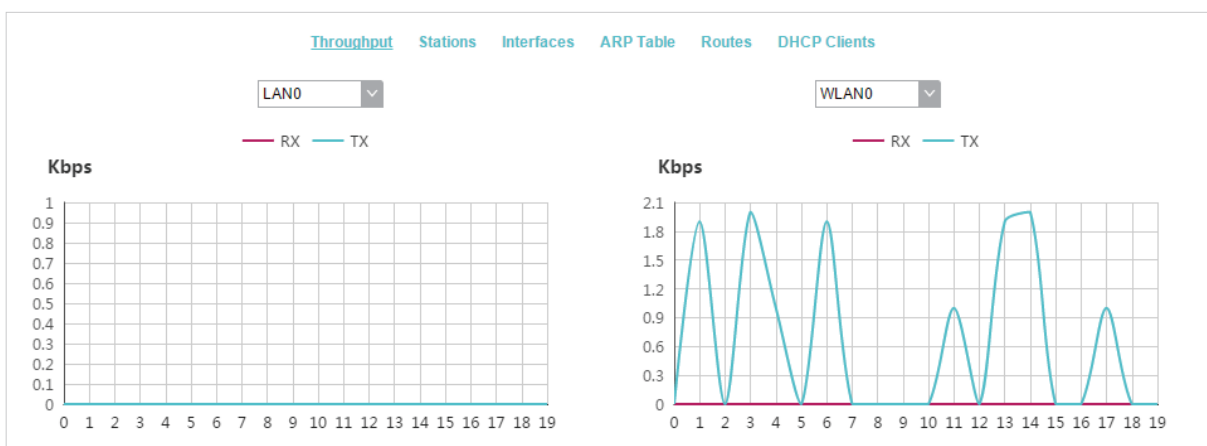 Throughput Stations Interfaces ARP Table Routes DHCP Clients
LAN0
RX TX
Kbps
1
0.9
0.8
0.7
0.6
0.5
0.4
0.3
0.2
0.1
0
0 1 2 3 4 5 6 7 8 9 10 11 12 13 14 15 16 17 18 19
WLAN0
RX TX
Kbps
2.1
1.8
1.5
1.2
0.9
0.6
0.3
0
0 1 2 3 4 5 6 7 8 9 10 11 12 13 14 15 16 17 18 19